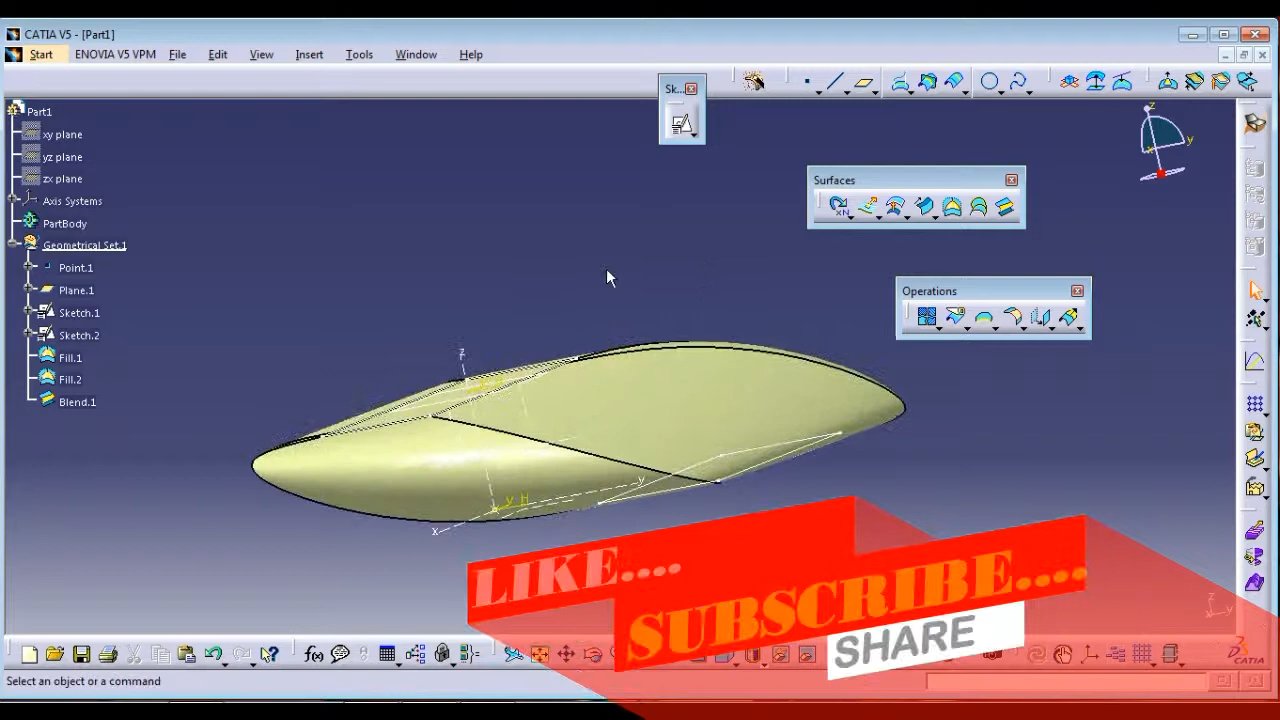 CATIA V5 - [Part1]
Start ENOVIA V5 VPM File Edit View Insert Tools Window Help
Sk...
Part1
xy plane
yz plane
zx plane
Axis Systems
PartBody
Geometrical Set.1
Point.1
Plane.1
Sketch.1
Sketch.2
Fill.1
Fill.2
Blend.1
Surfaces
Operations
z
y
x
z
y H
y
x
LIKE....
SUBSCRIBE....
SHARE
f(x)
z
y
CATIA
Select an object or a command